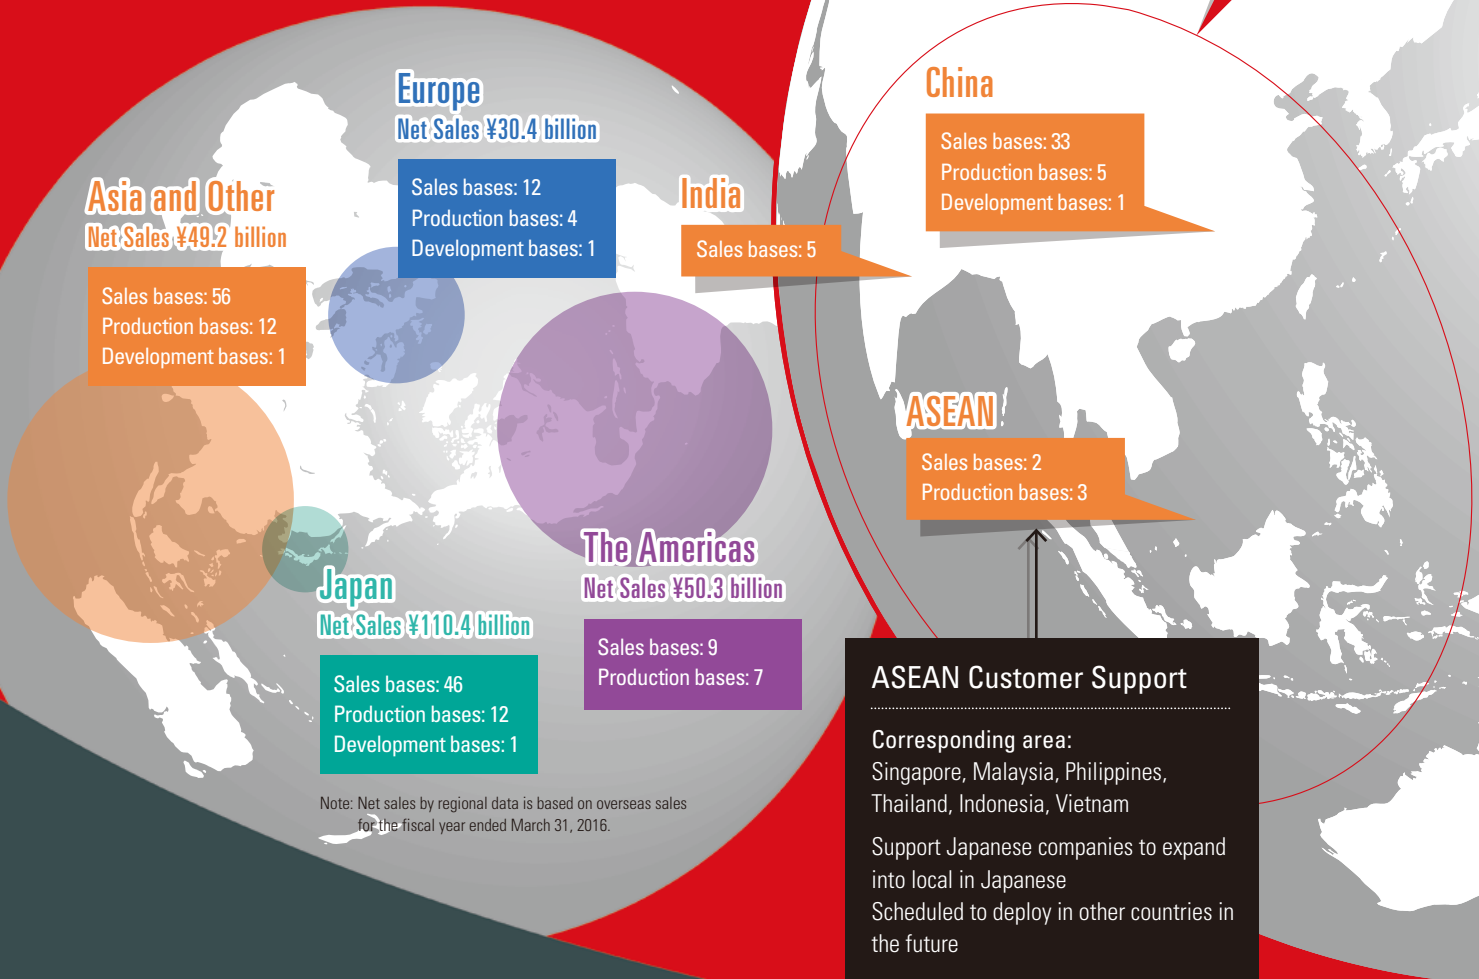 Europe
Net Sales ¥30.4 billion
Sales bases: 12
Production bases: 4
Development bases: 1
Asia and Other
Net Sales ¥49.2 billion
Sales bases: 56
Production bases: 12
Development bases: 1
Japan
Net Sales ¥110.4 billion
Sales bases: 46
Production bases: 12
Development bases: 1
The Americas
Net Sales ¥50.3 billion
Sales bases: 9
Production bases: 7
Note: Net sales by regional data is based on overseas sales
for the fiscal year ended March 31, 2016.
India
Sales bases: 5
China
Sales bases: 33
Production bases: 5
Development bases: 1
ASEAN
Sales bases: 2
Production bases: 3
ASEAN Customer Support
Corresponding area:
Singapore, Malaysia, Philippines,
Thailand, Indonesia, Vietnam
Support Japanese companies to expand
into local in Japanese
Scheduled to deploy in other countries in
the future